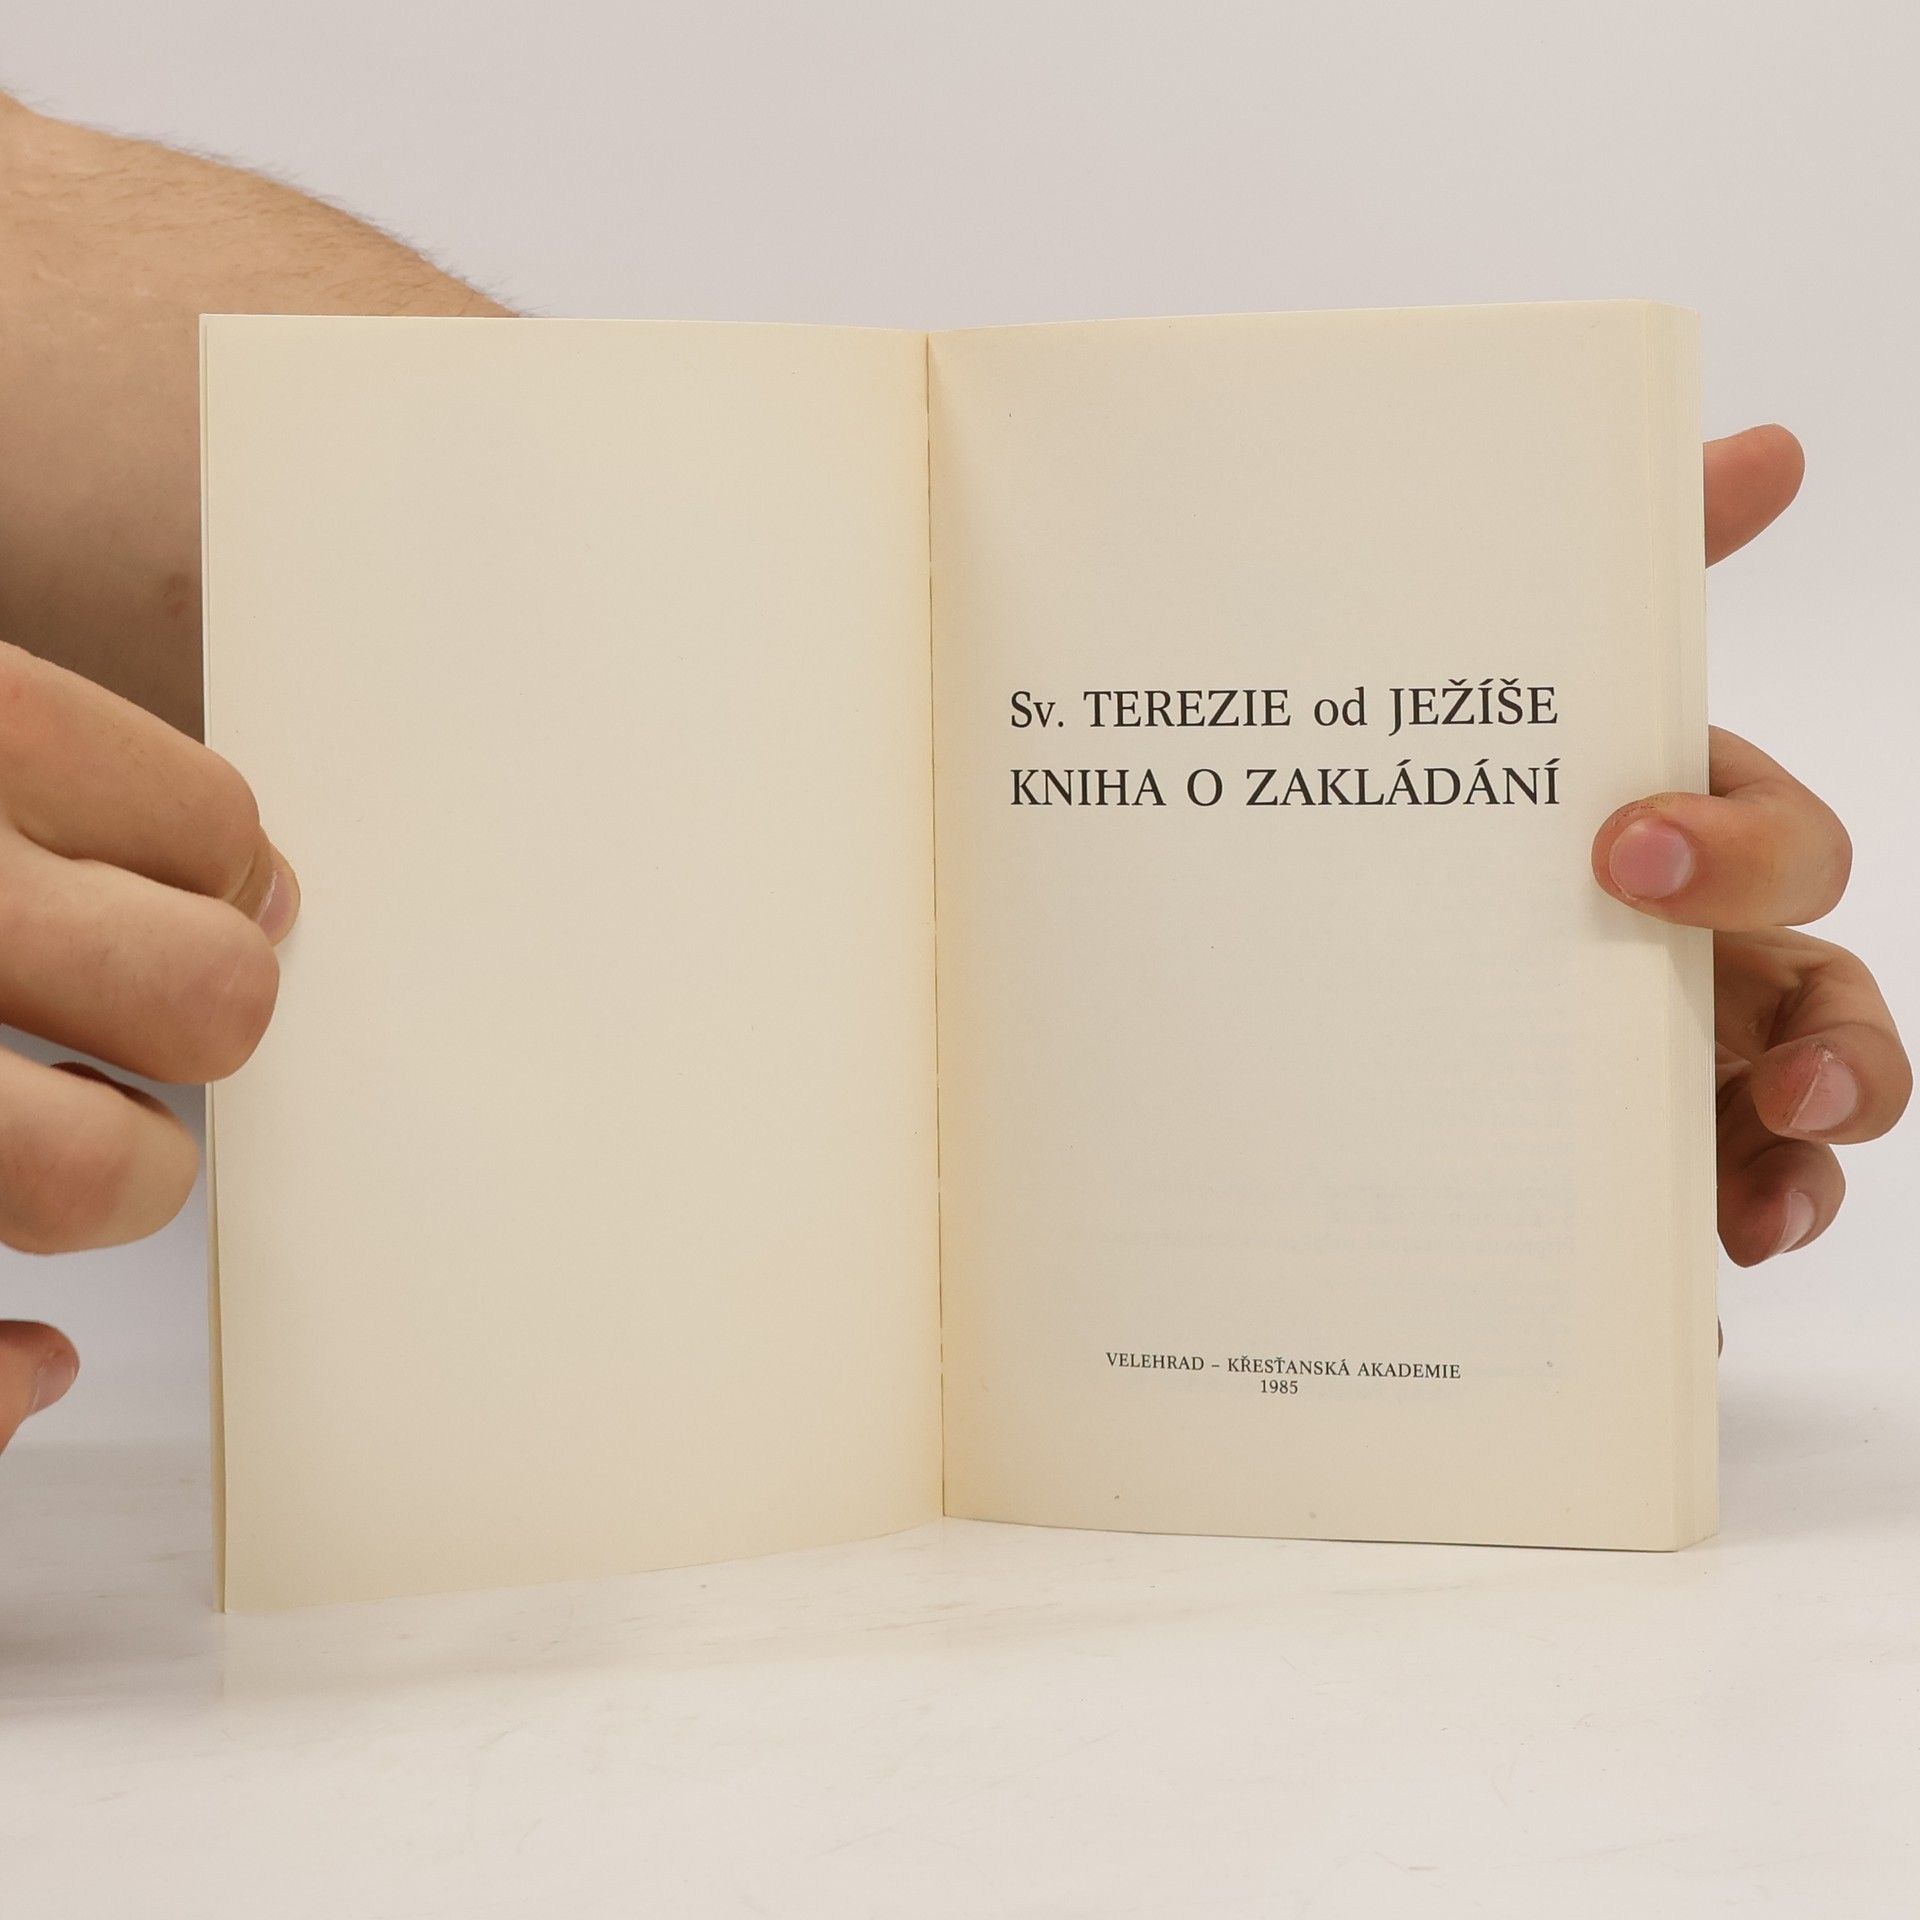 Sv. TEREZIE od JEŽÍŠE
KNIHA O ZAKLÁDÁNÍ
VELEHRAD – KŘESŤANSKÁ AKADEMIE
1985